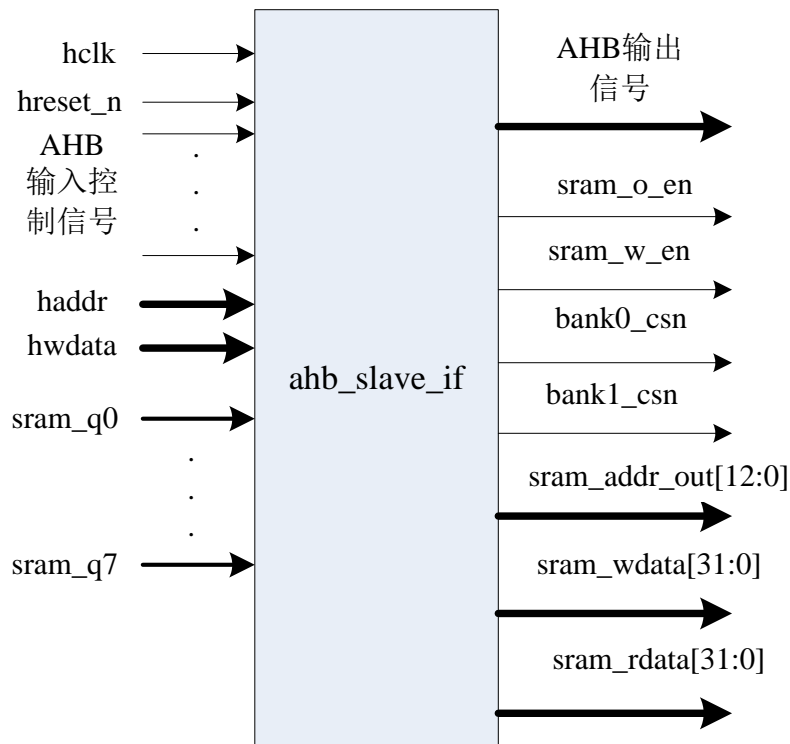 hclk
hreset_n
AHB
输入控
制信号
haddr
hwdata
sram_q0
sram_q7
ahb_slave_if
AHB输出
信号
sram_o_en
sram_w_en
bank0_csn
bank1_csn
sram_addr_out[12:0]
sram_wdata[31:0]
sram_rdata[31:0]